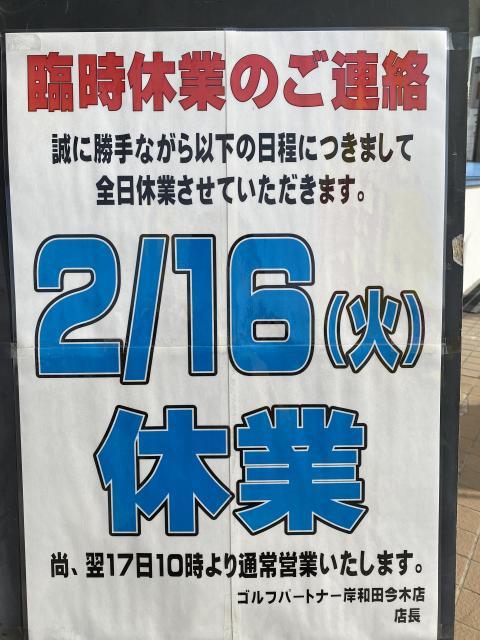 臨時休業のご連絡
誠に勝手ながら以下の日程につきまして
全日休業させていただきます。
2/16(火)
休業
尚、翌17日10時より通常営業いたします。
ゴルフパートナー岸和田今木店
店長